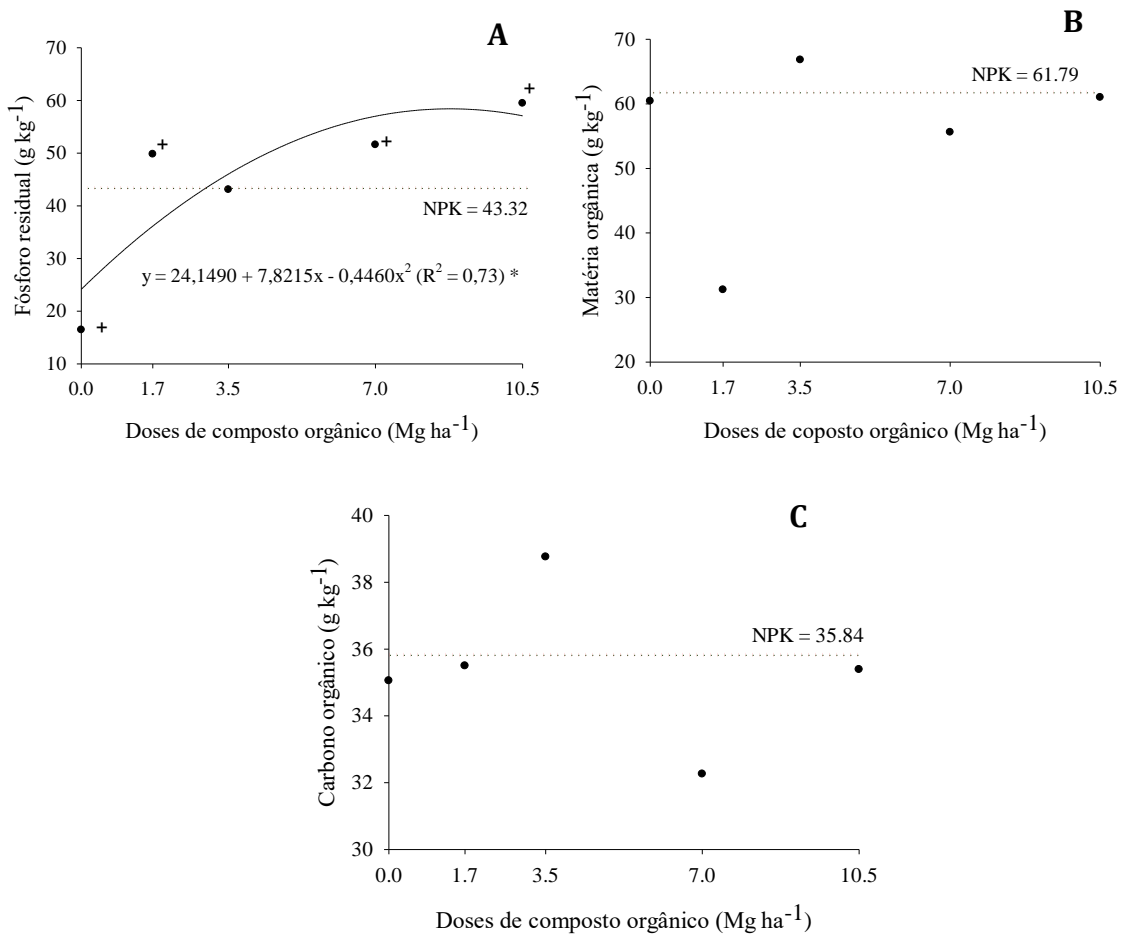 A
Fósforo residual (g kg⁻¹)
70
60
50
40
30
20
10
+
+
+
+
NPK = 43.32
y = 24,1490 + 7,8215x - 0,4460x² (R² = 0,73) *
0.0 1.7 3.5 7.0 10.5
Doses de composto orgânico (Mg ha⁻¹)
B
Matéria orgânica (g kg⁻¹)
70
60
50
40
30
20
NPK = 61.79
0.0 1.7 3.5 7.0 10.5
Doses de coposto orgânico (Mg ha⁻¹)
C
Carbono orgânico (g kg⁻¹)
40
38
36
34
32
30
NPK = 35.84
0.0 1.7 3.5 7.0 10.5
Doses de composto orgânico (Mg ha⁻¹)